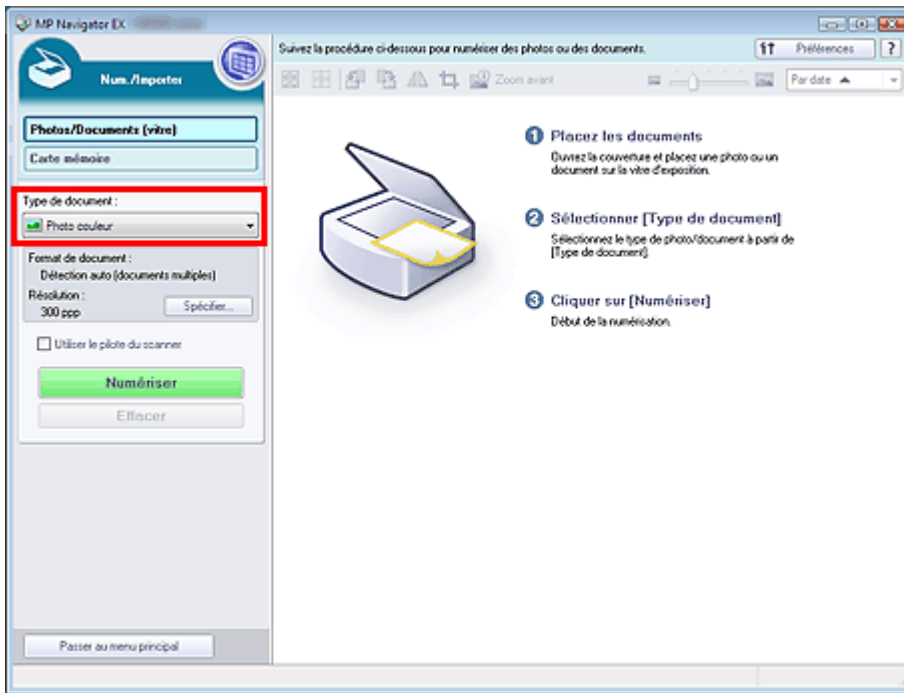 MP Navigator EX
Num./Importer
Photos/Documents (vitre)
Carte mémoire
Type de document :
Photo couleur
Format de document :
Détection auto (documents multiples)
Résolution :
300 ppp
Spécifier...
Utiliser le pilote du scanner
Numériser
Effacer
Passer au menu principal
Suivez la procédure ci-dessous pour numériser des photos ou des documents.
Préférences
?
Zoom avant
Par date
1 Placez les documents
Ouvrez la couverture et placez une photo ou un
document sur la vitre d'exposition.
2 Sélectionner [Type de document]
Sélectionnez le type de photo/document à partir de
[Type de document].
3 Cliquer sur [Numériser]
Début de la numérisation.